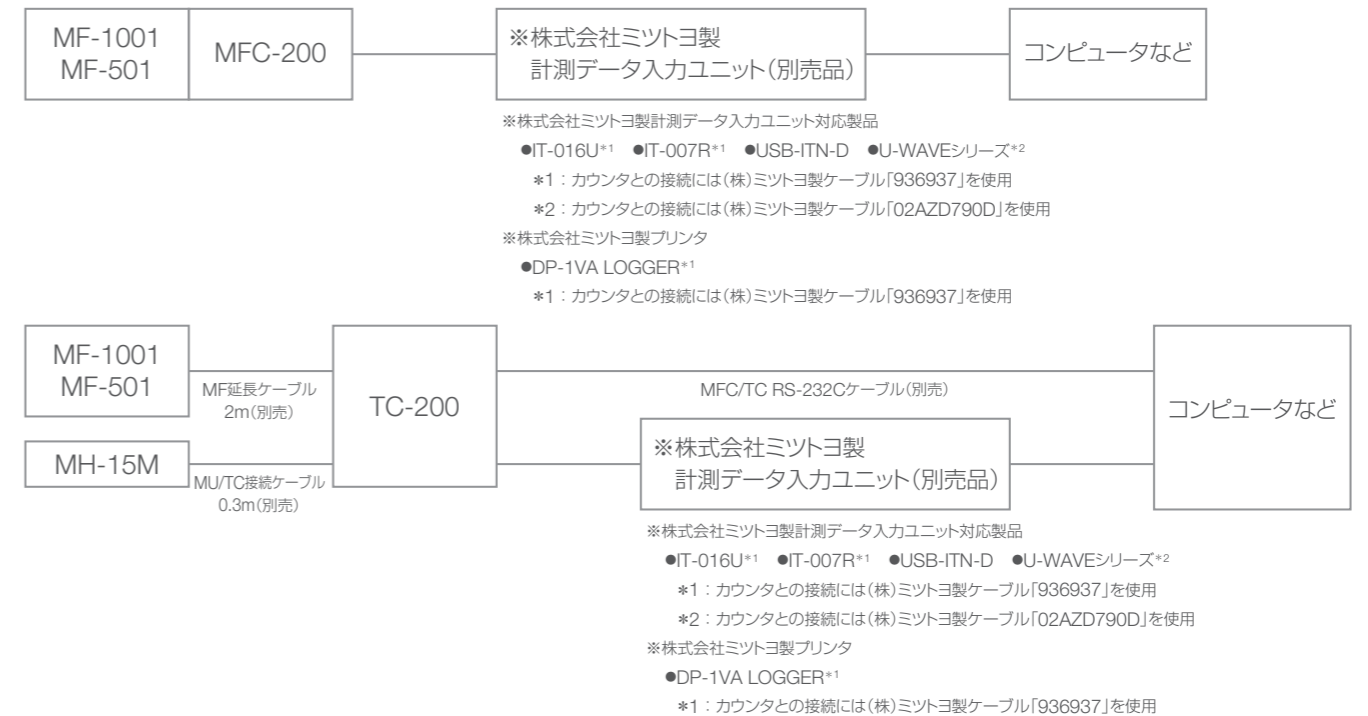 MF-1001
MF-501
MFC-200
※株式会社ミツトヨ製
計測データ入力ユニット(別売品)
コンピュータなど
※株式会社ミツトヨ製計測データ入力ユニット対応製品
●IT-016U*1 ●IT-007R*1 ●USB-ITN-D ●U-WAVEシリーズ*2
*1:カウンタとの接続には(株)ミツトヨ製ケーブル「936937」を使用
*2:カウンタとの接続には(株)ミツトヨ製ケーブル「02AZD790D」を使用
※株式会社ミツトヨ製プリンタ
●DP-1VA LOGGER*1
*1:カウンタとの接続には(株)ミツトヨ製ケーブル「936937」を使用
MF-1001
MF-501
MF延長ケーブル
2m(別売)
MH-15M
MU/TC接続ケーブル
0.3m(別売)
TC-200
MFC/TC RS-232Cケーブル(別売)
※株式会社ミツトヨ製
計測データ入力ユニット(別売品)
コンピュータなど
※株式会社ミツトヨ製計測データ入力ユニット対応製品
●IT-016U*1 ●IT-007R*1 ●USB-ITN-D ●U-WAVEシリーズ*2
*1:カウンタとの接続には(株)ミツトヨ製ケーブル「936937」を使用
*2:カウンタとの接続には(株)ミツトヨ製ケーブル「02AZD790D」を使用
※株式会社ミツトヨ製プリンタ
●DP-1VA LOGGER*1
*1:カウンタとの接続には(株)ミツトヨ製ケーブル「936937」を使用